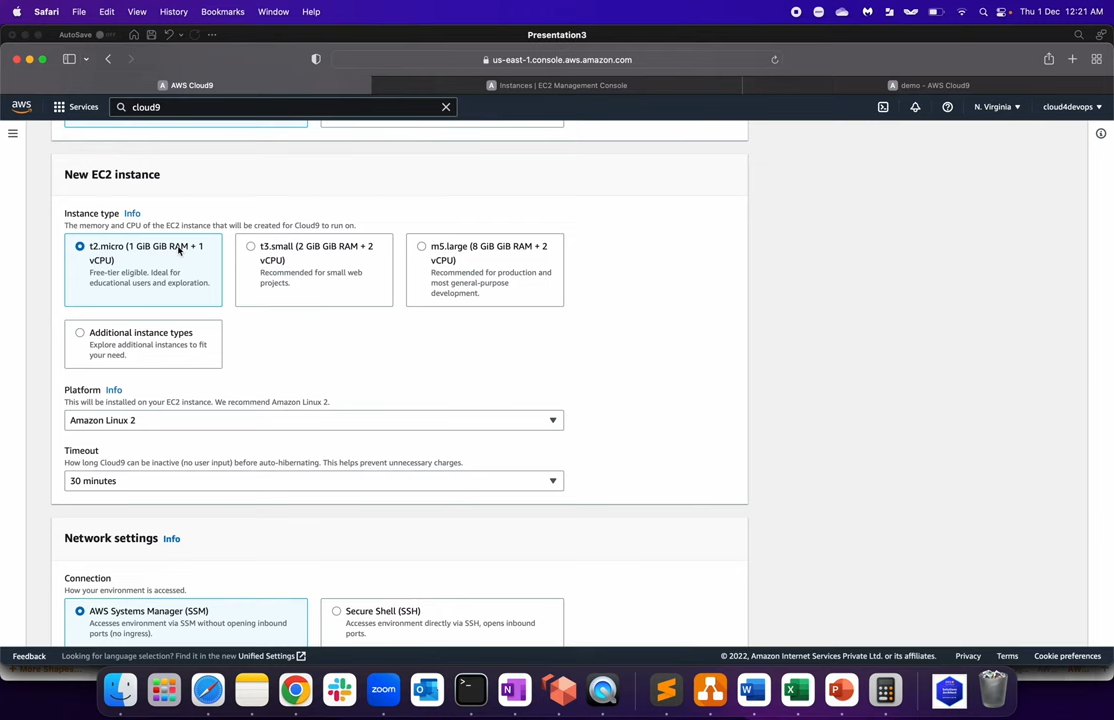 Safari File Edit View History Bookmarks Window Help Thu 1 Dec 12:21 AM
AutoSave Presentation3
us-east-1.console.aws.amazon.com
AWS Cloud9 Instances | EC2 Management Console demo - AWS Cloud9
aws Services cloud9 N. Virginia cloud4devops
New EC2 instance
Instance type Info
The memory and CPU of the EC2 instance that will be created for Cloud9 to run on.
t2.micro (1 GiB GiB RAM + 1 vCPU)
Free-tier eligible. Ideal for
educational users and exploration.
t3.small (2 GiB GiB RAM + 2
vCPU)
Recommended for small web
projects.
m5.large (8 GiB GiB RAM + 2
vCPU)
Recommended for production and
most general-purpose
development.
Additional instance types
Explore additional instances to fit
your need.
Platform Info
This will be installed on your EC2 instance. We recommend Amazon Linux 2.
Amazon Linux 2
Timeout
How long Cloud9 can be inactive (no user input) before auto-hibernating. This helps prevent unnecessary charges.
30 minutes
Network settings Info
Connection
How your environment is accessed.
AWS Systems Manager (SSM)
Accesses environment via SSM without opening inbound
ports (no ingress).
Secure Shell (SSH)
Accesses environment directly via SSH, opens inbound
ports.
Feedback Looking for language selection? Find it in the new Unified Settings © 2022, Amazon Internet Services Private Ltd. or its affiliates. Privacy Terms Cookie preferences
zoom